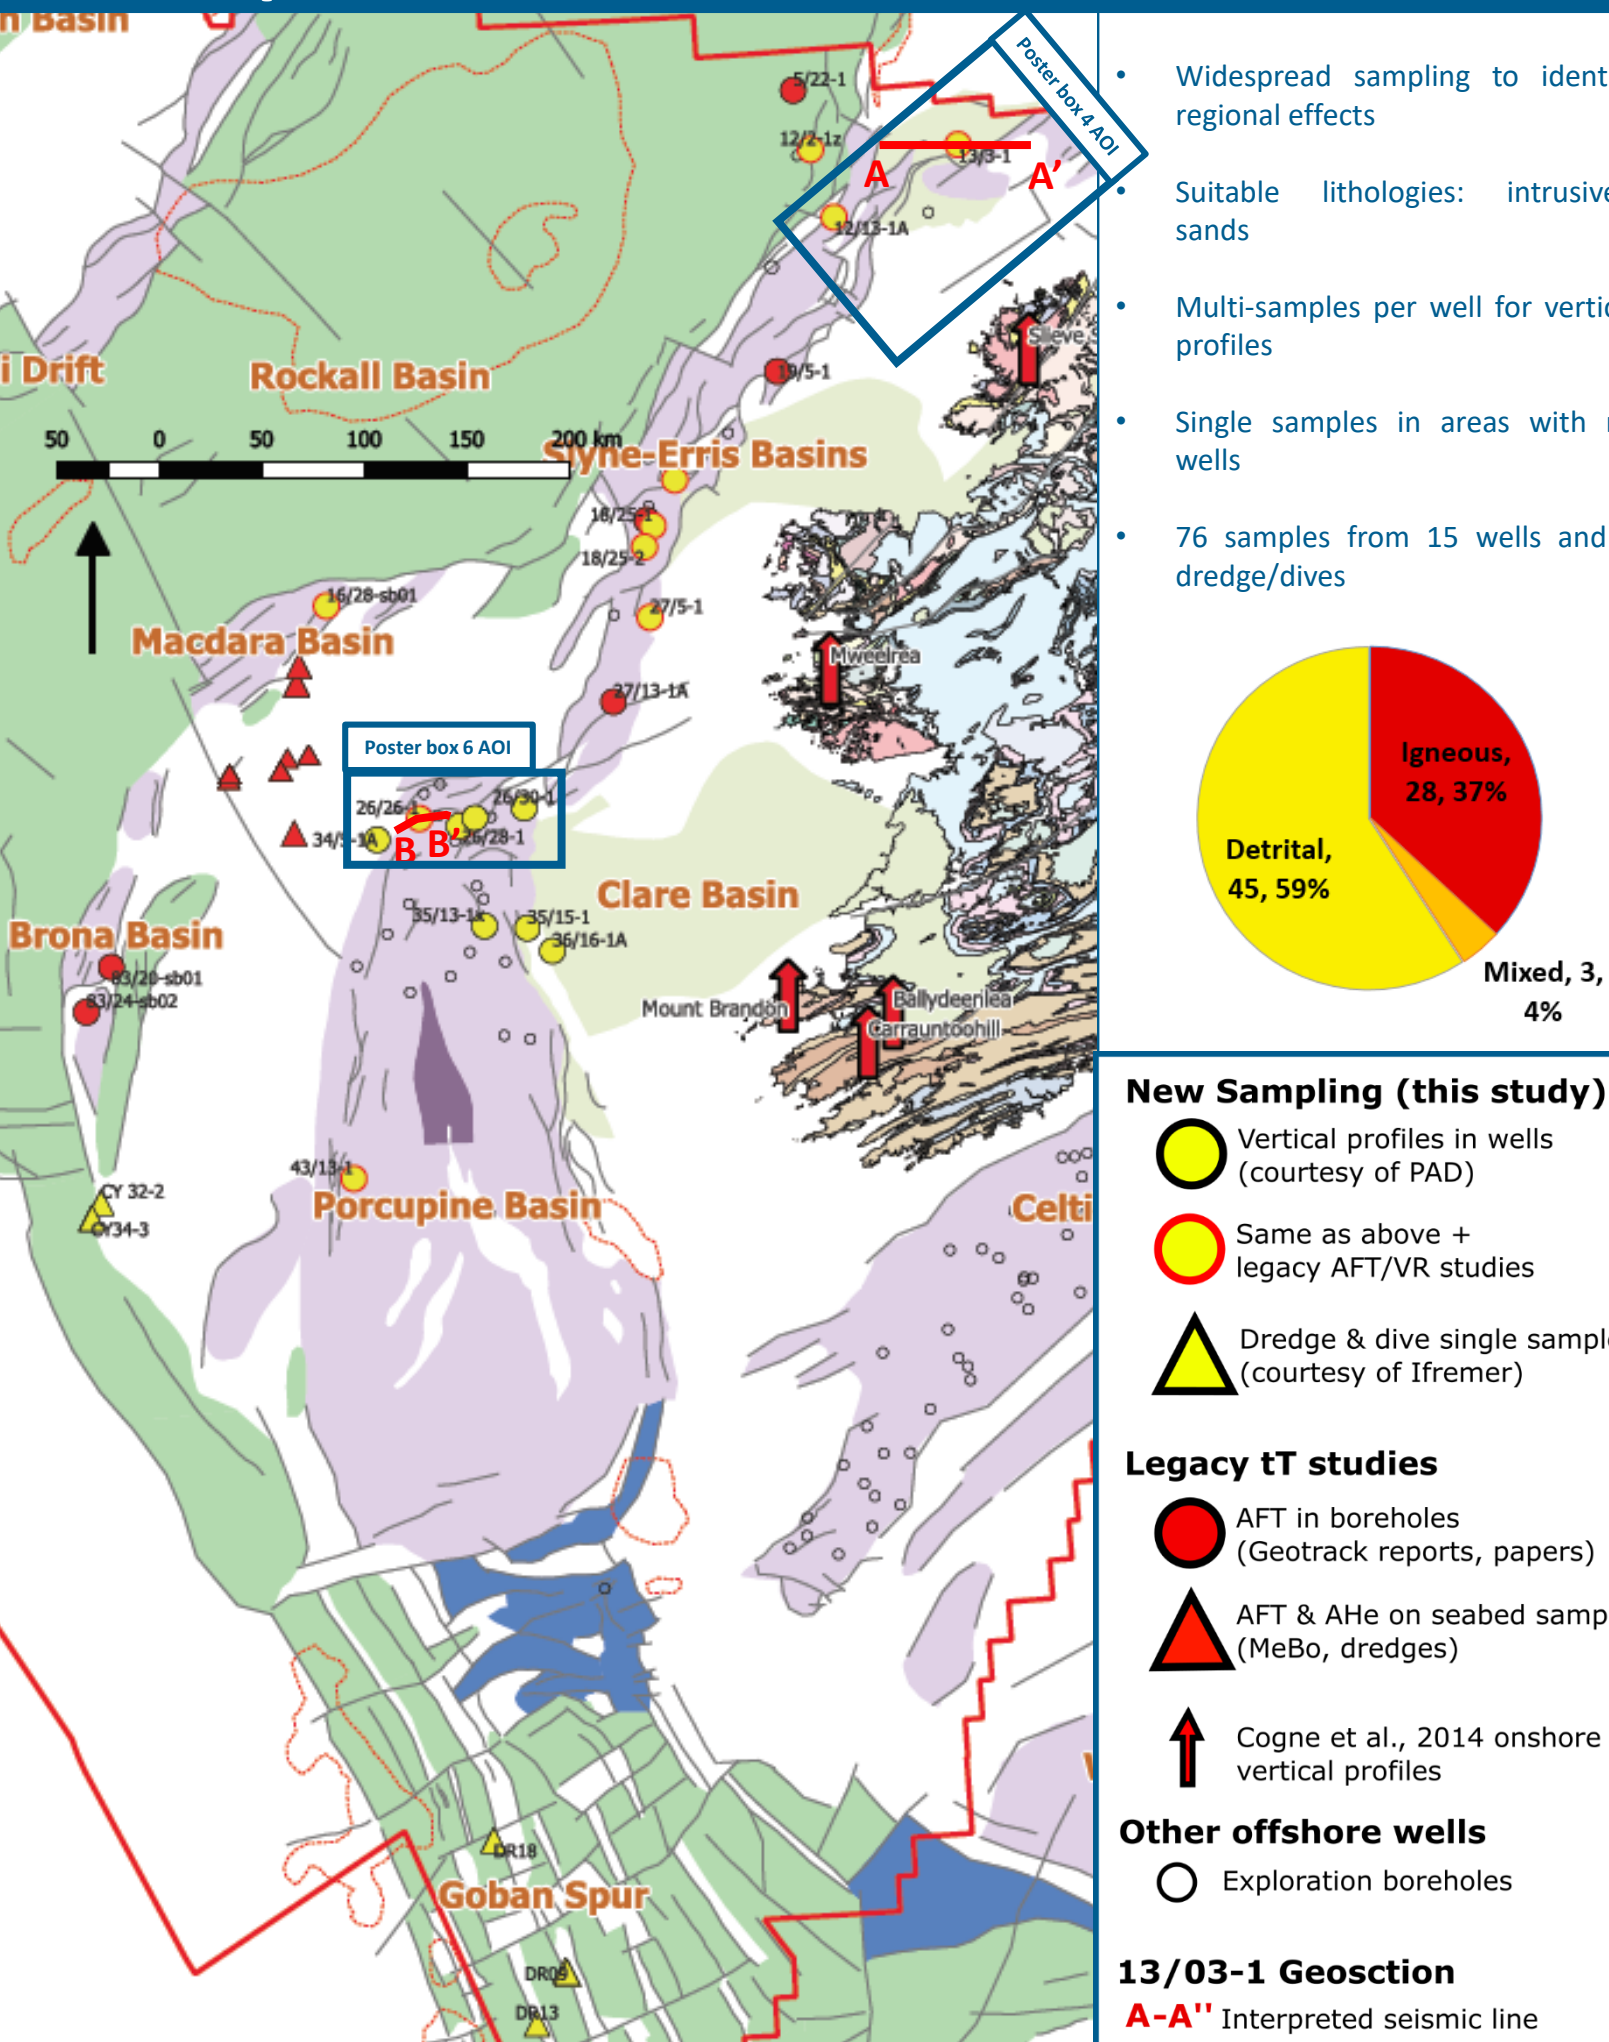 n Basin
5/22-1
12/2-1z
13/3-1
Poster box 4 AOI
A
A’
12/13-1A
Slieve
i Drift
Rockall Basin
19/5-1
50 0 50 100 150 200 km
Slyne-Erris Basins
18/25-1
18/25-2
16/28-sb01
27/5-1
Macdara Basin
Mweelrea
27/13-1A
Poster box 6 AOI
26/26-1
26/30-1
34/5-1A
B B’
26/28-1
Clare Basin
35/13-1x
35/15-1
36/16-1A
Brona Basin
83/20-sb01
83/24-sb02
Mount Brandon
Ballydeenlea
Carrauntoohill
43/13-1
CY 32-2
CY34-3
Porcupine Basin
Celti
DR18
Goban Spur
DR09
DR13
• Widespread sampling to ident
regional effects
• Suitable lithologies: intrusive
sands
• Multi-samples per well for vertic
profiles
• Single samples in areas with
wells
• 76 samples from 15 wells and
dredge/dives
Igneous,
28, 37%
Detrital,
45, 59%
Mixed, 3,
4%
New Sampling (this study)
Vertical profiles in wells
(courtesy of PAD)
Same as above +
legacy AFT/VR studies
Dredge & dive single sampl
(courtesy of Ifremer)
Legacy tT studies
AFT in boreholes
(Geotrack reports, papers)
AFT & AHe on seabed samp
(MeBo, dredges)
Cogne et al., 2014 onshore
vertical profiles
Other offshore wells
Exploration boreholes
13/03-1 Geosction
A-A'' Interpreted seismic line